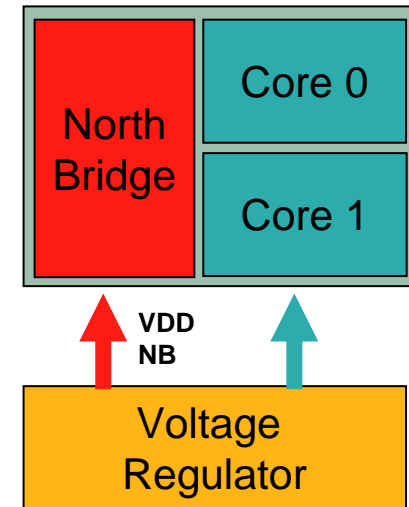 North
Bridge
Core 0
Core 1
VDD
NB
Voltage
Regulator